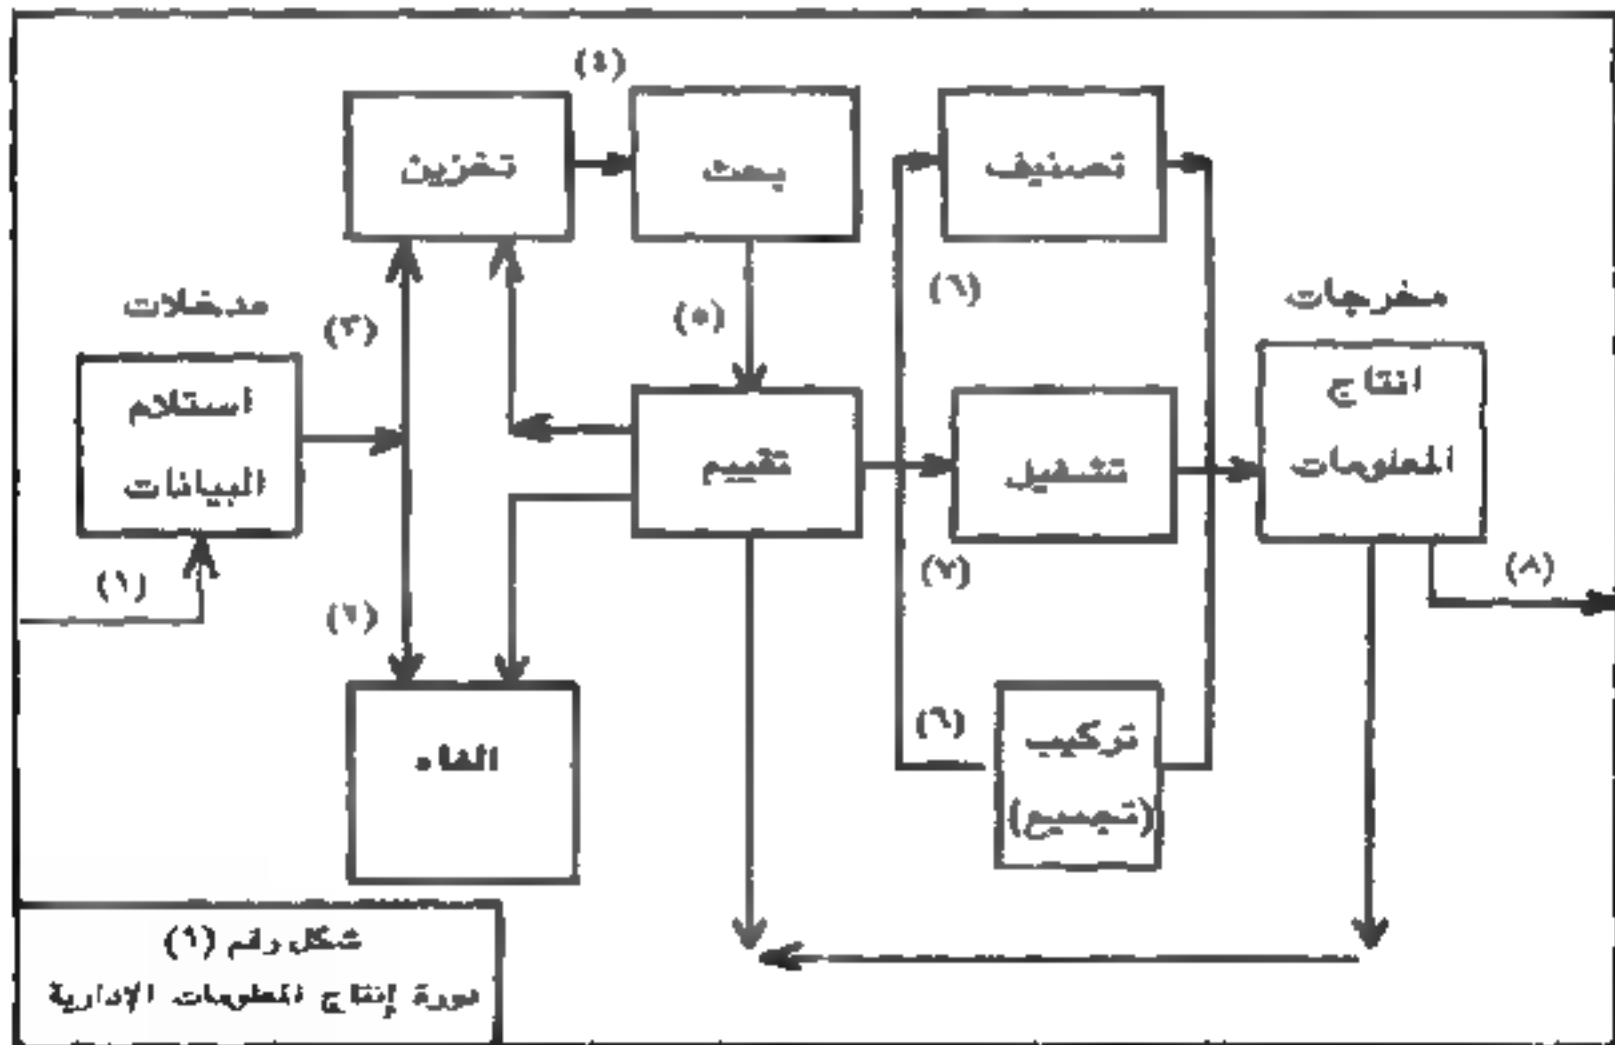 (٤)
تخزين
بحث
تصنيف
مدخلات
(٣)
(٥)
(٦)
مخرجات
استلام
البيانات
تقييم
تشغيل
انتاج
المعلومات
(١)
(٢)
(٧)
(٨)
الغاء
(٦)
تركيب
(تجميع)
شكل رقم (١)
دورة إنتاج المعلومات الإدارية